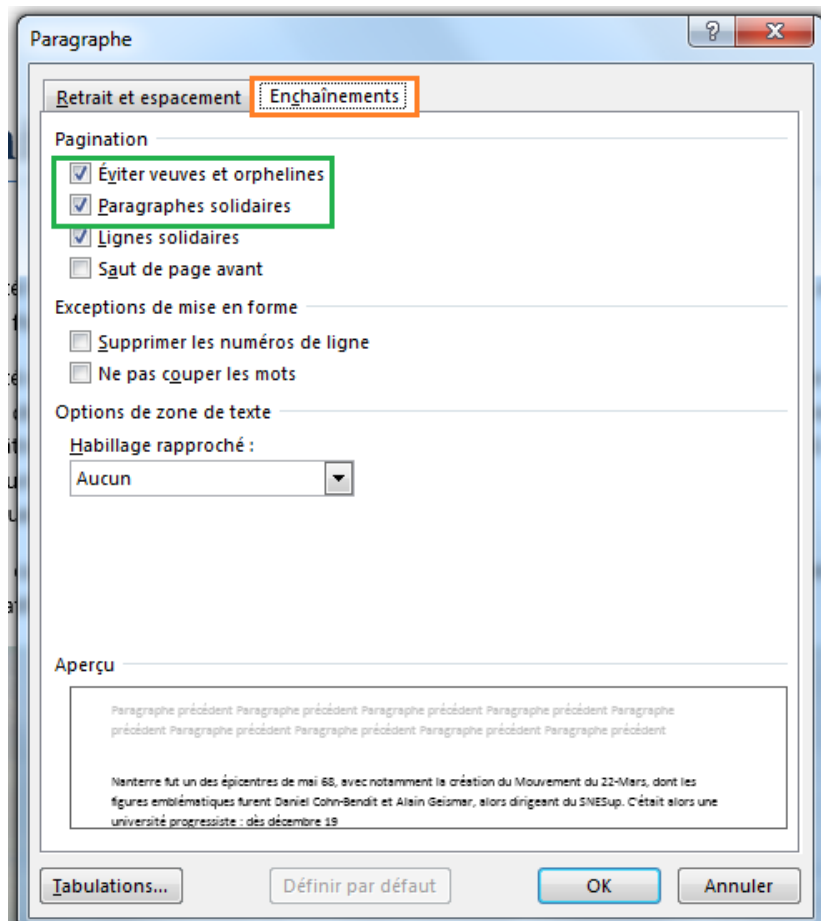 Paragraphe
Retrait et espacement Enchaînements
Pagination
Éviter veuves et orphelines
Paragraphes solidaires
Lignes solidaires
Saut de page avant
Exceptions de mise en forme
Supprimer les numéros de ligne
Ne pas couper les mots
Options de zone de texte
Habillage rapproché :
Aucun
Aperçu
Paragraphe précédent Paragraphe précédent Paragraphe précédent Paragraphe précédent Paragraphe
précédent Paragraphe précédent Paragraphe précédent Paragraphe précédent Paragraphe précédent
Nanterre fut un des épicentres de mai 68, avec notamment la création du Mouvement du 22-Mars, dont les
figures emblématiques furent Daniel Cohn-Bendit et Alain Geismar, alors dirigeant du SNESup. C'était alors une
université progressiste : dès décembre 19
Tabulations... Définir par défaut OK Annuler